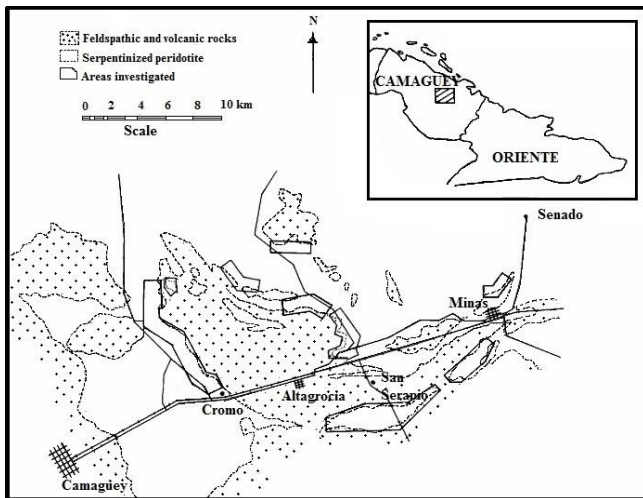 Feldspathic and volcanic rocks
Serpentinized peridotite
Areas investigated
0 2 4 6 8 10 km
Scale
N
CAMAGUEY
ORIENTE
Senado
Minas
San
Serapio
Altagrocia
Cromo
Camagüey